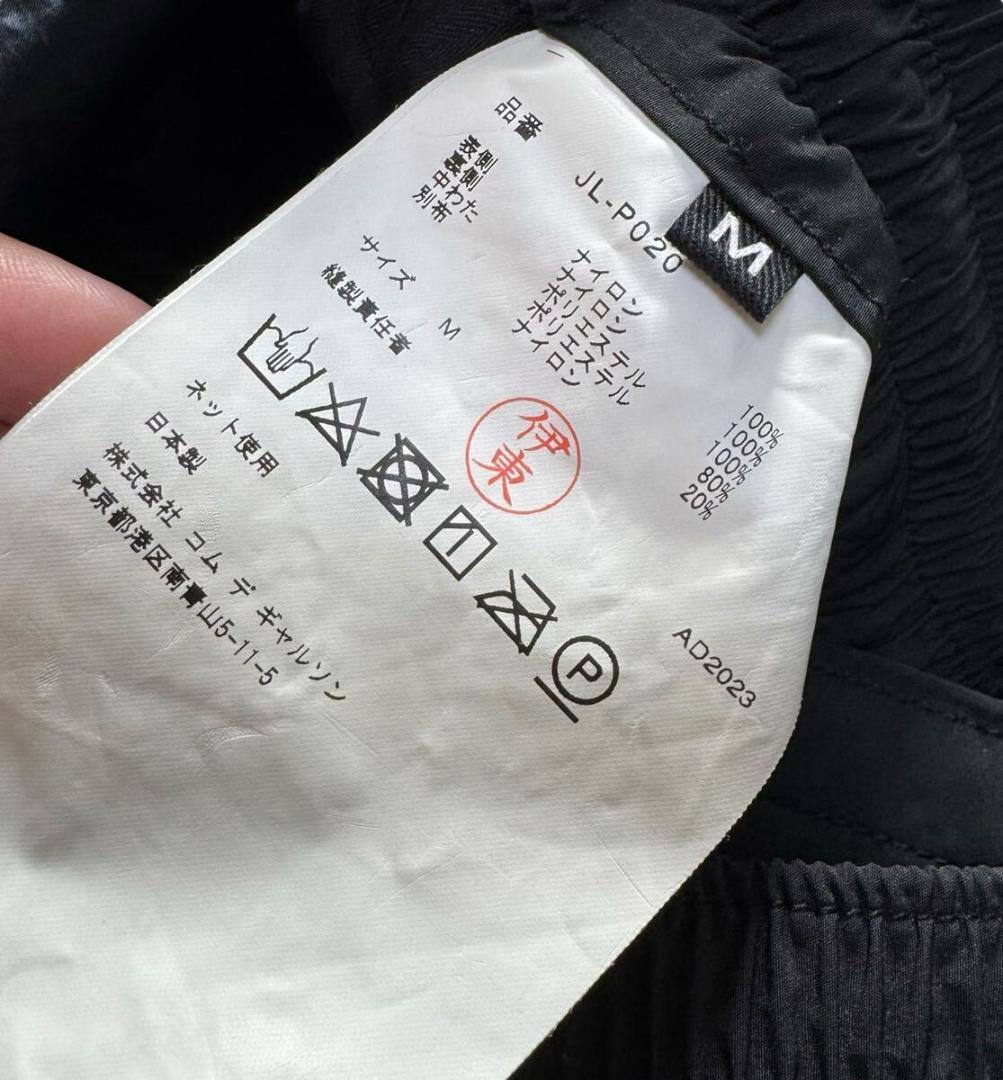 M
品番 JL-P020
表側 ナイロン 100%
裏側 ナイロン 100%
中わた ポリエステル 100%
別布 ポリエステル 80%
ナイロン 20%
サイズ M
縫製責任者 伊東
P
ネット使用
日本製
株式会社 コム デ ギャルソン
東京都港区南青山5-11-5
AD2023